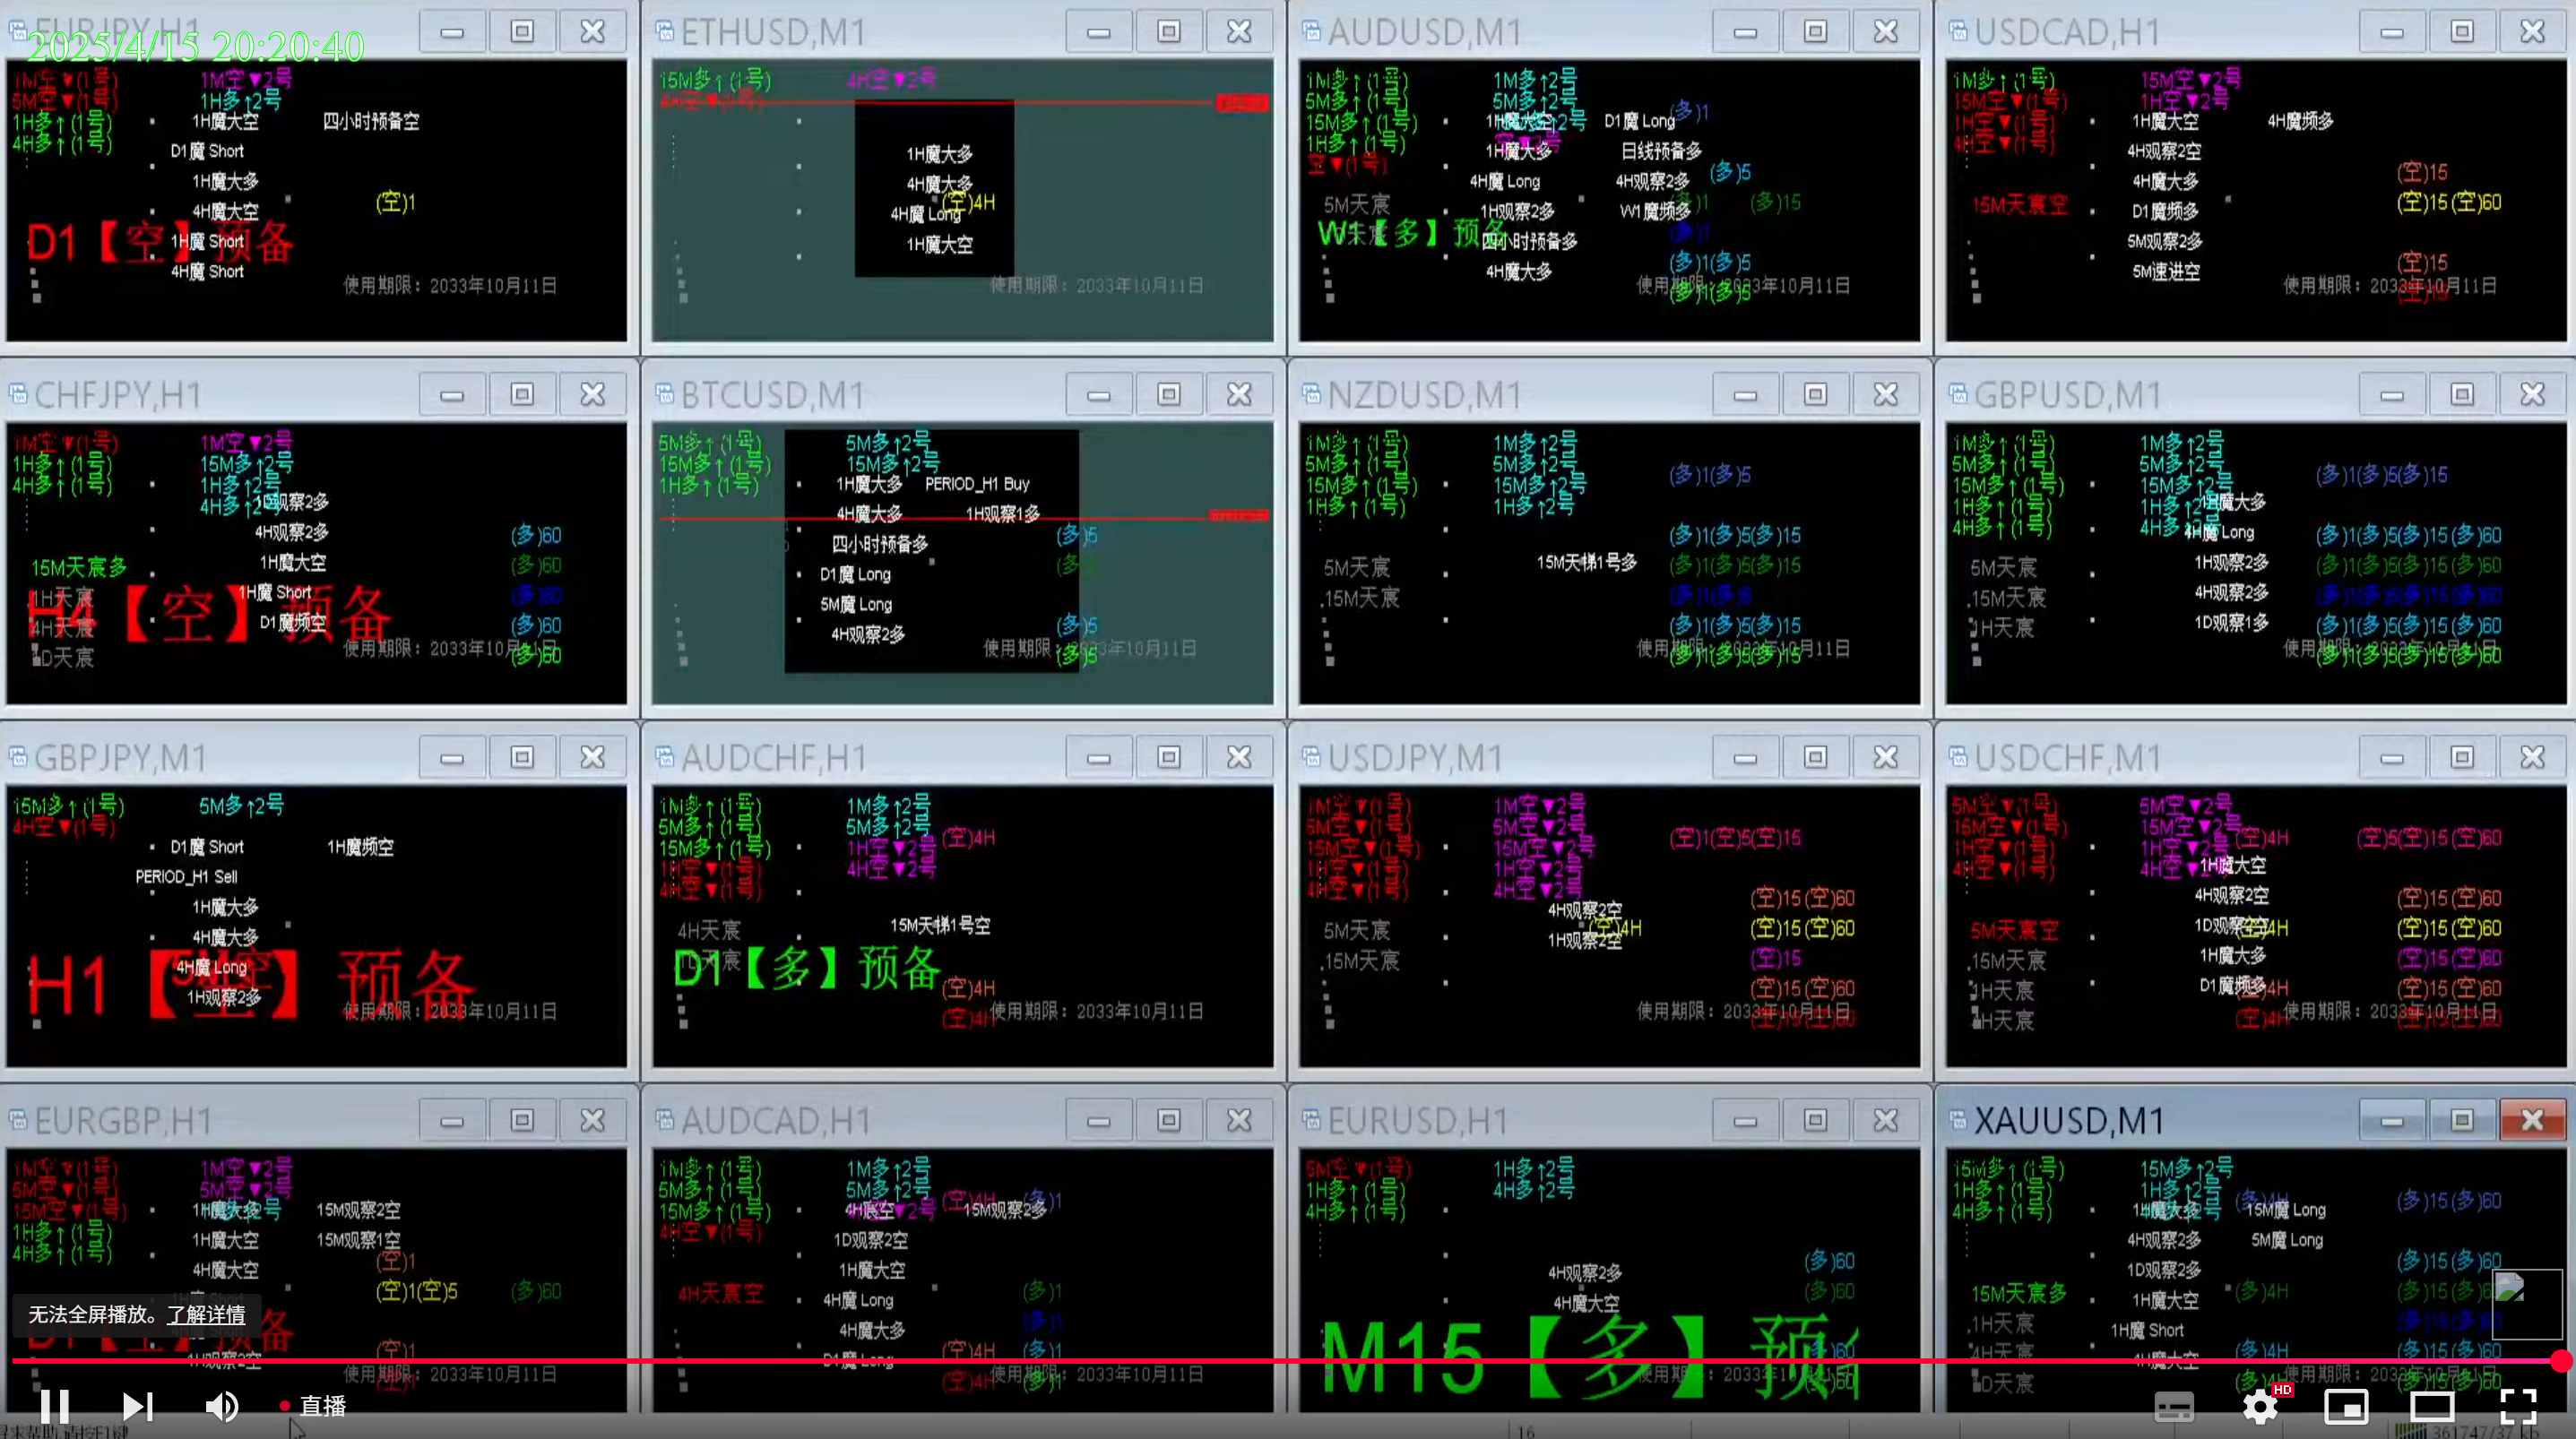 EURJPY,H1
2025/4/15 20:20:40
1M空▼(1号) 1M空▼2号
5M空▼(1号) 1H多↑2号
1H多↑(1号) 1H魔大空 四小时预备空
4H多↑(1号)
D1魔 Short
1H魔大多
4H魔大空 (空)1
D1【空】预备
1H魔 Short
4H魔 Short
使用期限：2033年10月11日
ETHUSD,M1
15M多↑(1号) 4H空▼2号
4H空▼(1号)
1H魔大多
4H魔大多
(空)4H
4H魔 Long
1H魔大空
使用期限：2033年10月11日
AUDUSD,M1
1M多↑(1号) 1M多↑2号
5M多↑(1号) 5M多↑2号 (多)1
15M多↑(1号) D1魔 Long
1H多↑(1号)
1H魔大多 日线预备多
空▼(1号) (多)5
4H魔 Long 4H观察2多
5M天宸 1H观察2多 W1魔频多 (多)15
W1【多】预备
四小时预备多 (多)1
(多)1(多)5
4H魔大多
使用期限：2033年10月11日
(多)1(多)5
USDCAD,H1
1M多↑(1号) 15M空▼2号
15M空▼(1号) 1H空▼2号
1H空▼(1号) 1H魔大空 4H魔频多
4H空▼(1号) 4H观察2空
4H魔大多 (空)15
15M天宸空 D1魔频多 (空)15(空)60
5M观察2多
5M速进空 (空)15
使用期限：2033年10月11日
(空)15
CHFJPY,H1
1M空▼(1号) 1M空▼2号
1H多↑(1号) 15M多↑2号
4H多↑(1号) 1H多↑2号
4H多↑2号
1D观察2多
4H观察2多 (多)60
15M天宸多 1H魔大空 (多)60
1H天宸 1H魔 Short (多)60
H4【空】预备
4H天宸 D1魔频空 (多)60
1D天宸
使用期限：2033年10月11日
(多)60
BTCUSD,M1
5M多↑(1号) 5M多↑2号
15M多↑(1号) 15M多↑2号
1H多↑(1号) 1H魔大多 PERIOD_H1 Buy
4H魔大多 1H观察1多
四小时预备多 (多)5
D1魔 Long
5M魔 Long
4H观察2多 (多)5
使用期限：2033年10月11日
(多)5
NZDUSD,M1
1M多↑(1号) 1M多↑2号
5M多↑(1号) 5M多↑2号 (多)1(多)5
15M多↑(1号) 15M多↑2号
1H多↑(1号) 1H多↑2号
(多)1(多)5(多)15
5M天宸 15M天梯1号多 (多)1(多)5(多)15
15M天宸 (多)1(多)5
(多)1(多)5(多)15
使用期限：2033年10月11日
(多)1(多)5(多)15
GBPUSD,M1
1M多↑(1号) 1M多↑2号
5M多↑(1号) 5M多↑2号 (多)1(多)5(多)15
15M多↑(1号) 15M多↑2号
1H多↑(1号) 1H多↑2号 1H魔大多
4H多↑(1号) 4H多↑2号 4H魔 Long (多)1(多)5(多)15(多)60
5M天宸 1H观察2多 (多)1(多)5(多)15(多)60
15M天宸 4H观察2多 (多)1(多)5(多)15(多)60
1H天宸 1D观察1多 (多)1(多)5(多)15(多)60
使用期限：2033年10月11日
(多)1(多)5(多)15(多)60
GBPJPY,M1
15M多↑(1号) 5M多↑2号
4H空▼(1号)
D1魔 Short 1H魔频空
PERIOD_H1 Sell
1H魔大多
4H魔大多
4H魔 Long
H1【空】预备
1H观察2多
使用期限：2033年10月11日
AUDCHF,H1
1M多↑(1号) 1M多↑2号
5M多↑(1号) 5M多↑2号
15M多↑(1号) 1H空▼2号 (空)4H
1H空▼(1号) 4H空▼2号
4H空▼(1号)
4H天宸 15M天梯1号空
1D天宸
D1【多】预备
(空)4H
(空)4H
使用期限：2033年10月11日
USDJPY,M1
1M空▼(1号) 1M空▼2号
5M空▼(1号) 5M空▼2号 (空)1(空)5(空)15
15M空▼(1号) 15M空▼2号
1H空▼(1号) 1H空▼2号
4H空▼(1号) 4H空▼2号
4H观察2空 (空)15(空)60
5M天宸 (空)4H (空)15(空)60
1H观察2空
15M天宸 (空)15
(空)15(空)60
使用期限：2033年10月11日
(空)15(空)60
USDCHF,M1
5M空▼(1号) 5M空▼2号
15M空▼(1号) 15M空▼2号 (空)4H (空)5(空)15(空)60
1H空▼(1号) 1H空▼2号
4H空▼(1号) 4H空▼2号 1H魔大空
4H观察2空 (空)15(空)60
5M天宸空 1D观察2空 (空)4H (空)15(空)60
15M天宸 1H魔大多 (空)15(空)60
1H天宸 D1魔频多 (空)4H (空)15(空)60
4H天宸 (空)4H
使用期限：2033年10月11日
(空)15(空)60
EURGBP,H1
1M空▼(1号) 1M空▼2号
5M空▼(1号) 5M空▼2号
15M空▼(1号) 1H魔大多 15M观察2空
1H多↑(1号) 1H魔大空 15M观察1空
4H多↑(1号) 4H魔大空 (空)1
(空)1(空)5 (多)60
D1【空】预备
(空)1
1H观察2空
使用期限：2033年10月11日
(空)1
AUDCAD,H1
1M多↑(1号) 1M多↑2号
5M多↑(1号) 5M多↑2号
15M多↑(1号) (空)4H (多)1
15M观察2多
4H空▼(1号) 1D观察2空
1H魔大空
4H天宸空 4H魔 Long (多)1
4H魔大多 (多)1
D1魔 Long (空)4H (多)1
(空)4H (多)1
使用期限：2033年10月11日
EURUSD,H1
5M空▼(1号) 1H多↑2号
1H多↑(1号) 4H多↑2号
4H多↑(1号)
4H观察2多 (多)60
4H魔大空 (多)60
M15【多】预
(多)60
使用期限：2033年10月11日
XAUUSD,M1
15M多↑(1号) 15M多↑2号
1H多↑(1号) 1H多↑2号 (多)4H (多)15(多)60
4H多↑(1号) 1H魔大多 15M魔 Long
4H观察2多 5M魔 Long
1D观察2多 (多)15(多)60
15M天宸多 1H魔大空 (多)4H (多)15(多)6
1H天宸 1H魔 Short
4H天宸 4H魔大空 (多)4H (多)15(多)60
D天宸
使用期限：2033年10月11日
无法全屏播放。了解详情
直播
HD
16
361747/37 kb